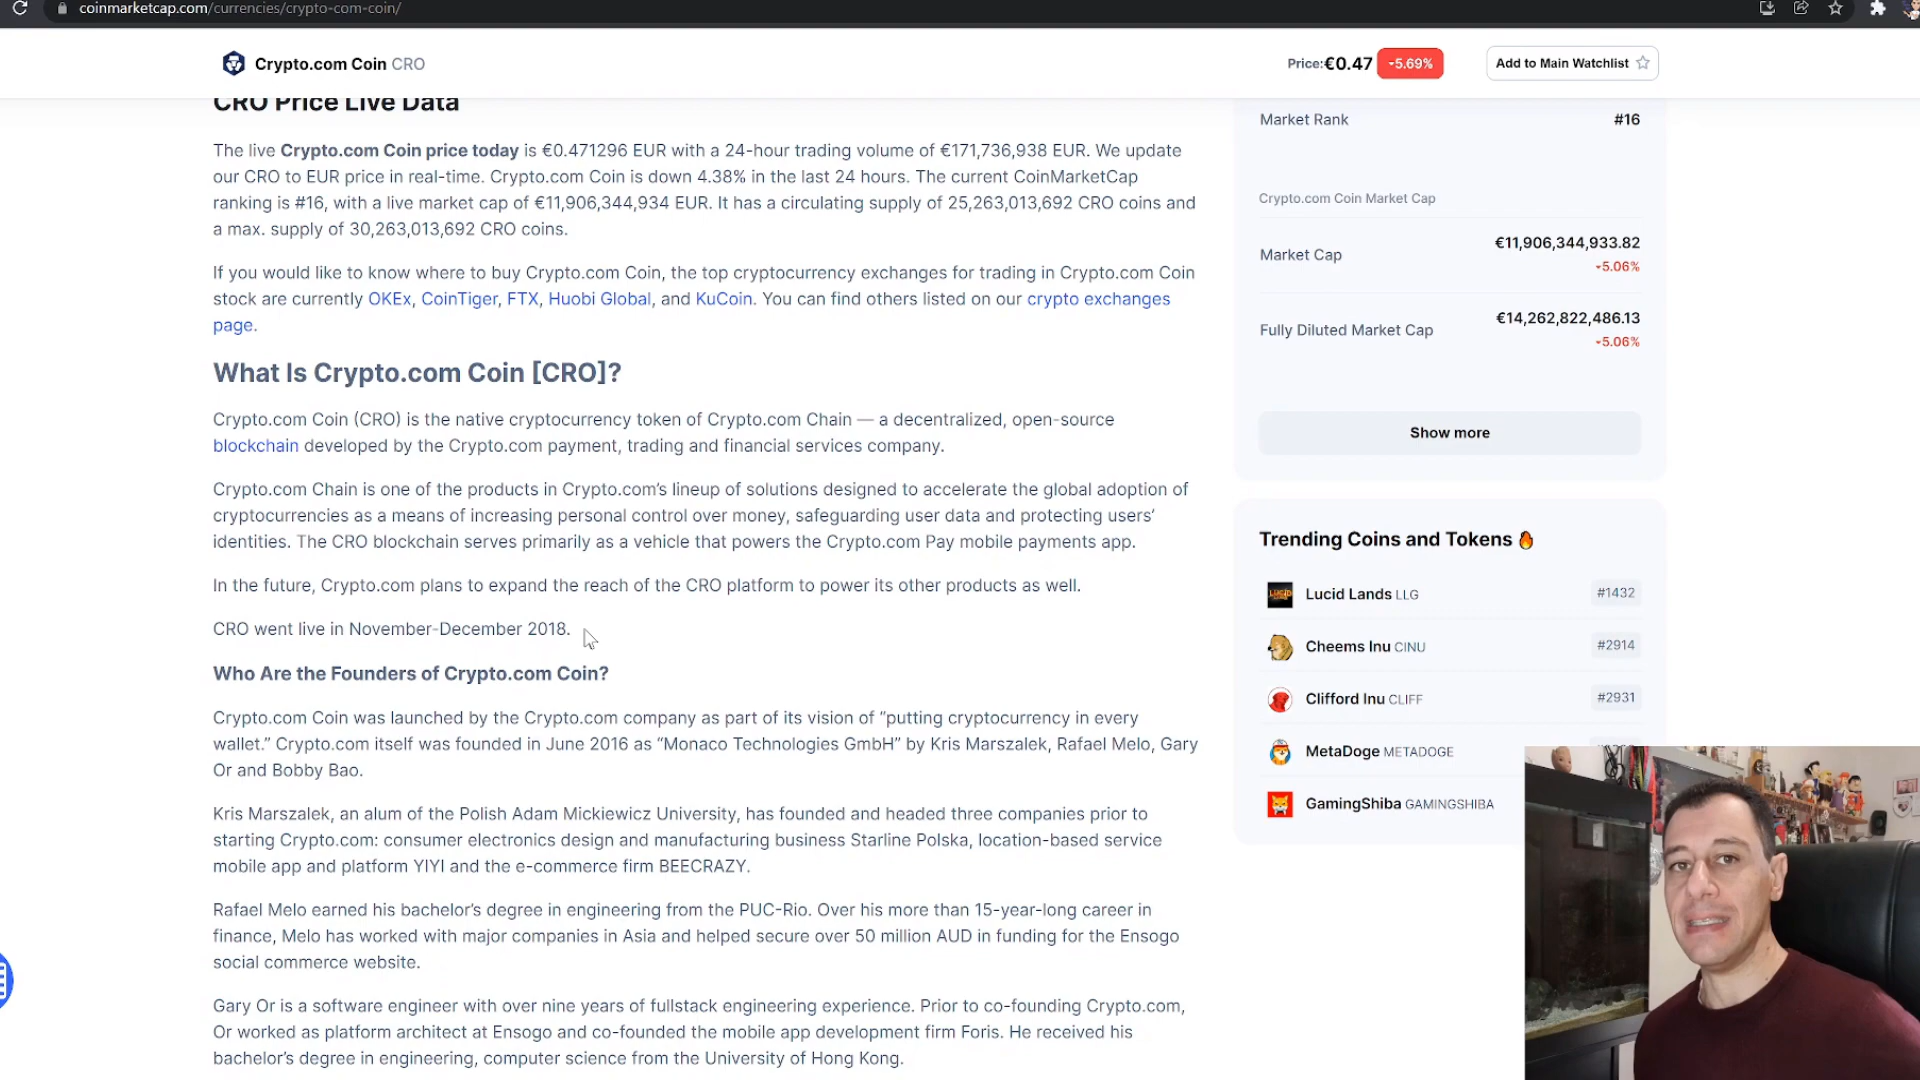 coinmarketcap.com/currencies/crypto-com-coin/
Crypto.com Coin CRO
Price:€0.47 -5.69%
Add to Main Watchlist
CRO Price Live Data
The live Crypto.com Coin price today is €0.471296 EUR with a 24-hour trading volume of €171,736,938 EUR. We update
our CRO to EUR price in real-time. Crypto.com Coin is down 4.38% in the last 24 hours. The current CoinMarketCap
ranking is #16, with a live market cap of €11,906,344,934 EUR. It has a circulating supply of 25,263,013,692 CRO coins and
a max. supply of 30,263,013,692 CRO coins.
If you would like to know where to buy Crypto.com Coin, the top cryptocurrency exchanges for trading in Crypto.com Coin
stock are currently OKEx, CoinTiger, FTX, Huobi Global, and KuCoin. You can find others listed on our crypto exchanges
page.
What Is Crypto.com Coin [CRO]?
Crypto.com Coin (CRO) is the native cryptocurrency token of Crypto.com Chain — a decentralized, open-source
blockchain developed by the Crypto.com payment, trading and financial services company.
Crypto.com Chain is one of the products in Crypto.com’s lineup of solutions designed to accelerate the global adoption of
cryptocurrencies as a means of increasing personal control over money, safeguarding user data and protecting users’
identities. The CRO blockchain serves primarily as a vehicle that powers the Crypto.com Pay mobile payments app.
In the future, Crypto.com plans to expand the reach of the CRO platform to power its other products as well.
CRO went live in November-December 2018.
Who Are the Founders of Crypto.com Coin?
Crypto.com Coin was launched by the Crypto.com company as part of its vision of “putting cryptocurrency in every
wallet.” Crypto.com itself was founded in June 2016 as “Monaco Technologies GmbH” by Kris Marszalek, Rafael Melo, Gary
Or and Bobby Bao.
Kris Marszalek, an alum of the Polish Adam Mickiewicz University, has founded and headed three companies prior to
starting Crypto.com: consumer electronics design and manufacturing business Starline Polska, location-based service
mobile app and platform YIYI and the e-commerce firm BEECRAZY.
Rafael Melo earned his bachelor’s degree in engineering from the PUC-Rio. Over his more than 15-year-long career in
finance, Melo has worked with major companies in Asia and helped secure over 50 million AUD in funding for the Ensogo
social commerce website.
Gary Or is a software engineer with over nine years of fullstack engineering experience. Prior to co-founding Crypto.com,
Or worked as platform architect at Ensogo and co-founded the mobile app development firm Foris. He received his
bachelor’s degree in engineering, computer science from the University of Hong Kong.
Market Rank #16
Crypto.com Coin Market Cap
Market Cap €11,906,344,933.82
-5.06%
Fully Diluted Market Cap €14,262,822,486.13
-5.06%
Show more
Trending Coins and Tokens
Lucid Lands LLG #1432
Cheems Inu CINU #2914
Clifford Inu CLIFF #2931
MetaDoge METADOGE
GamingShiba GAMINGSHIBA